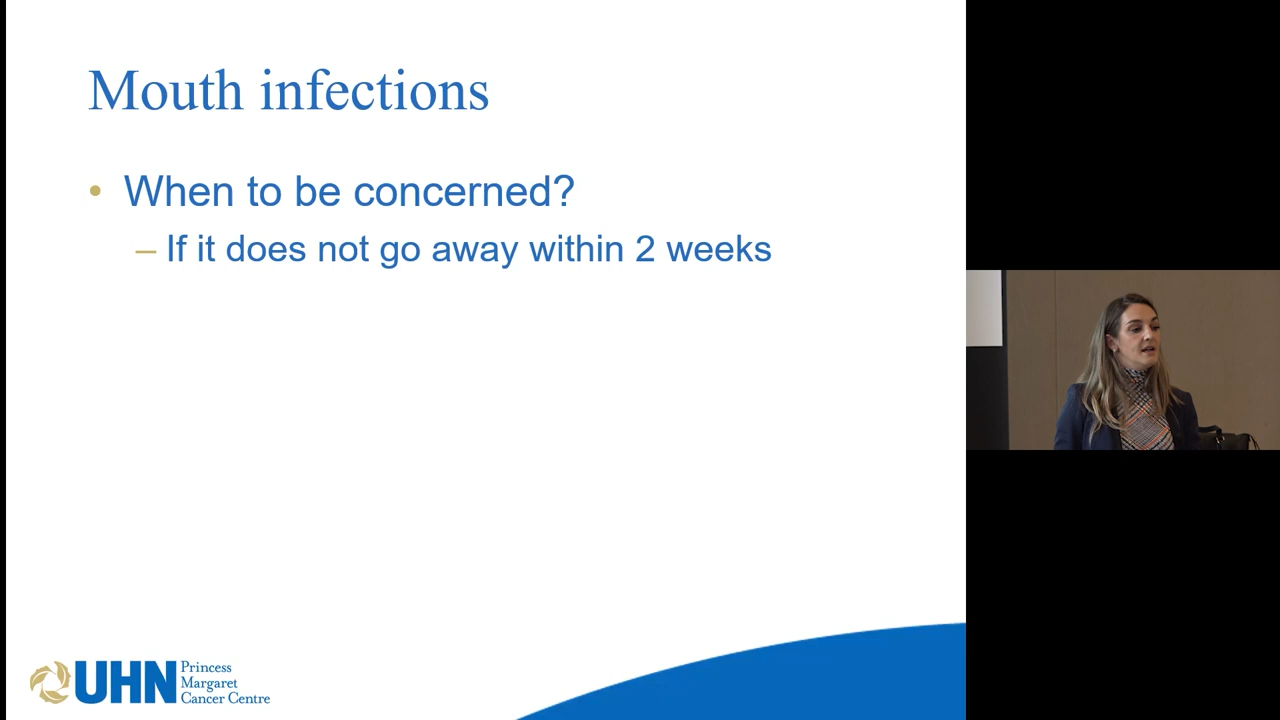 Mouth infections
• When to be concerned?
– If it does not go away within 2 weeks
UHN
Princess
Margaret
Cancer Centre